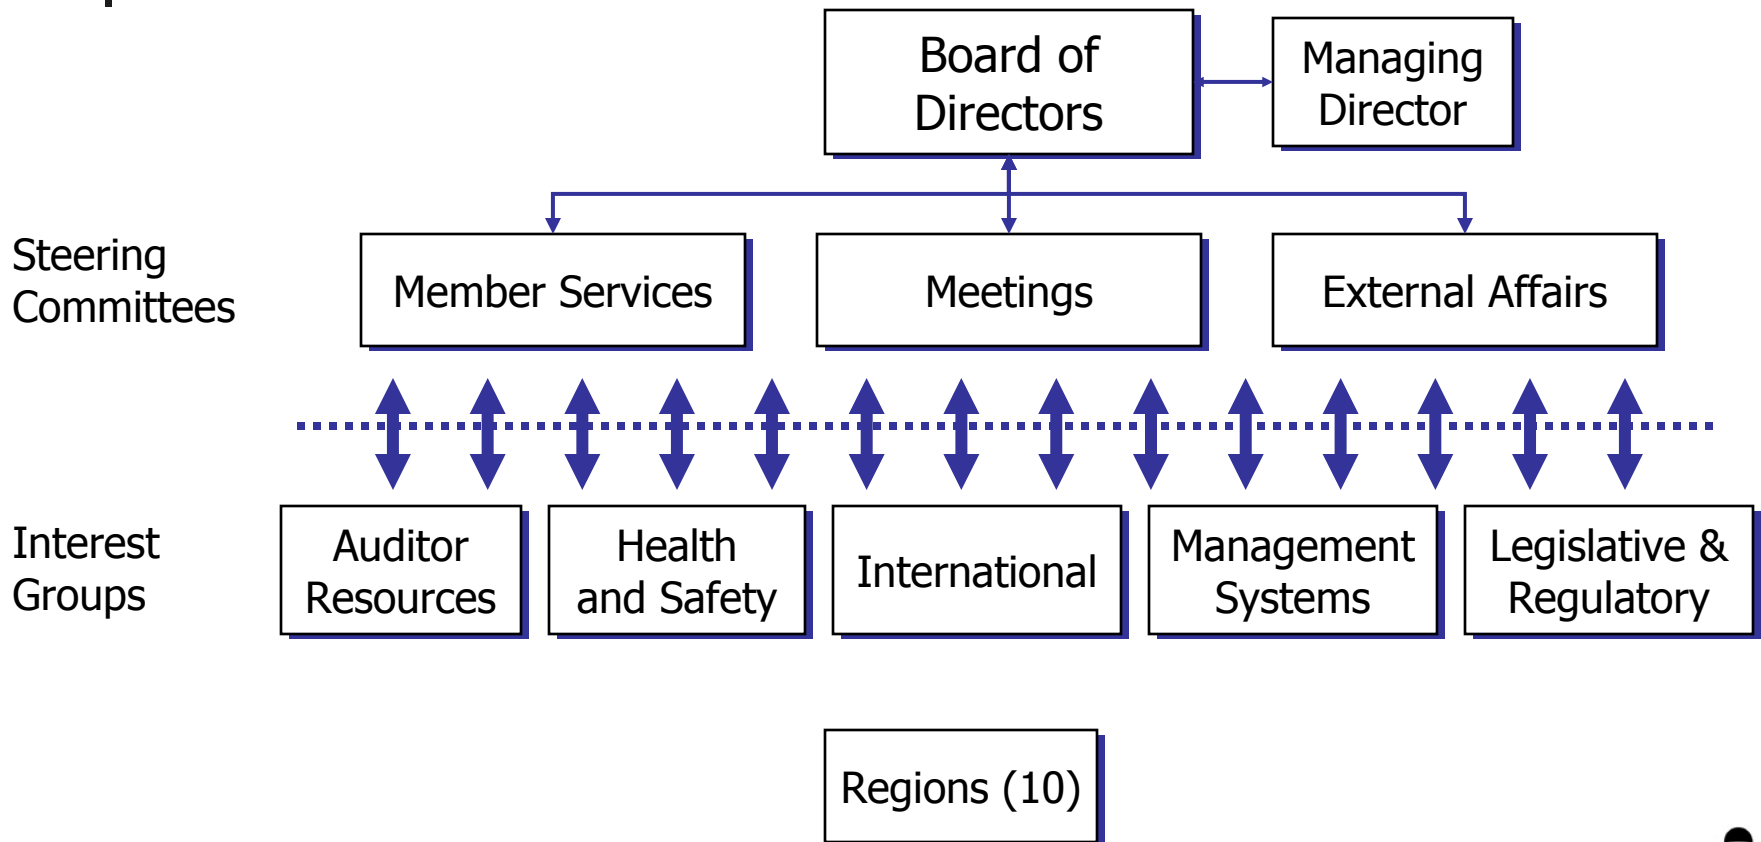 Board of
Directors
Managing
Director
Steering
Committees
Member Services
Meetings
External Affairs
Interest
Groups
Auditor
Resources
Health
and Safety
International
Management
Systems
Legislative &
Regulatory
Regions (10)